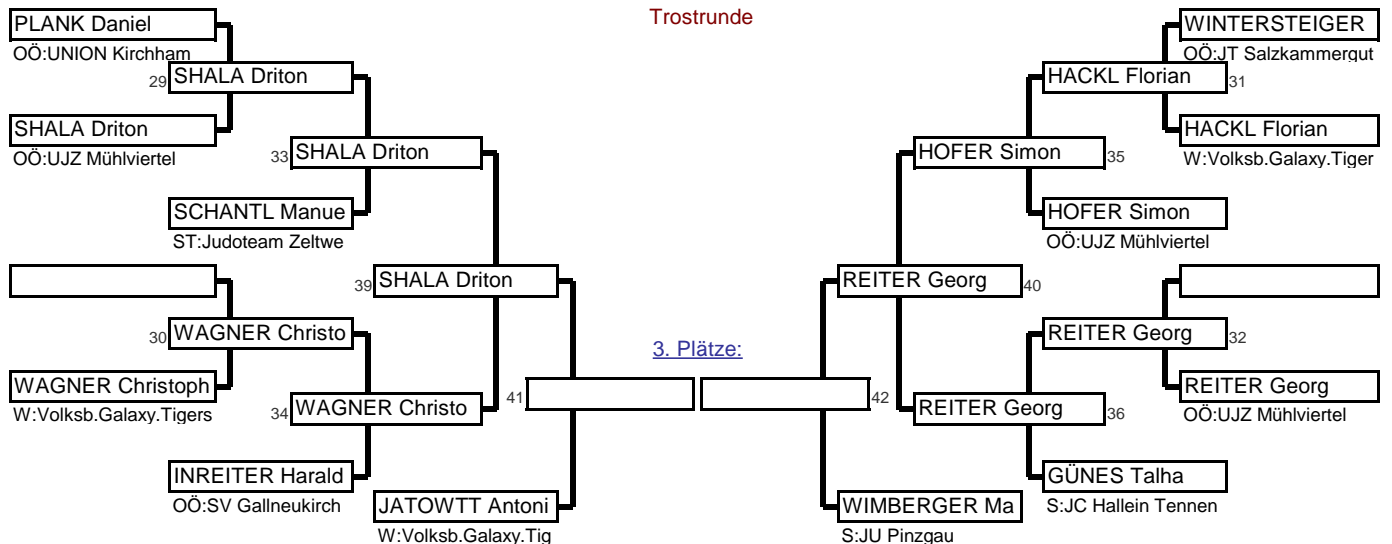 Trostrunde
PLANK Daniel
OÖ:UNION Kirchham
29
SHALA Driton
SHALA Driton
OÖ:UJZ Mühlviertel
33
SHALA Driton
SCHANTL Manue
ST:Judoteam Zeltwe
39
SHALA Driton
30
WAGNER Christo
WAGNER Christoph
W:Volksb.Galaxy.Tigers
34
WAGNER Christo
INREITER Harald
OÖ:SV Gallneukirch
41
JATOWTT Antoni
W:Volksb.Galaxy.Tig
3. Plätze:
WINTERSTEIGER
OÖ:JT Salzkammergut
HACKL Florian
31
HACKL Florian
W:Volksb.Galaxy.Tiger
HOFER Simon
35
HOFER Simon
OÖ:UJZ Mühlviertel
REITER Georg
40
REITER Georg
32
REITER Georg
OÖ:UJZ Mühlviertel
42
REITER Georg
36
GÜNES Talha
S:JC Hallein Tennen
WIMBERGER Ma
S:JU Pinzgau